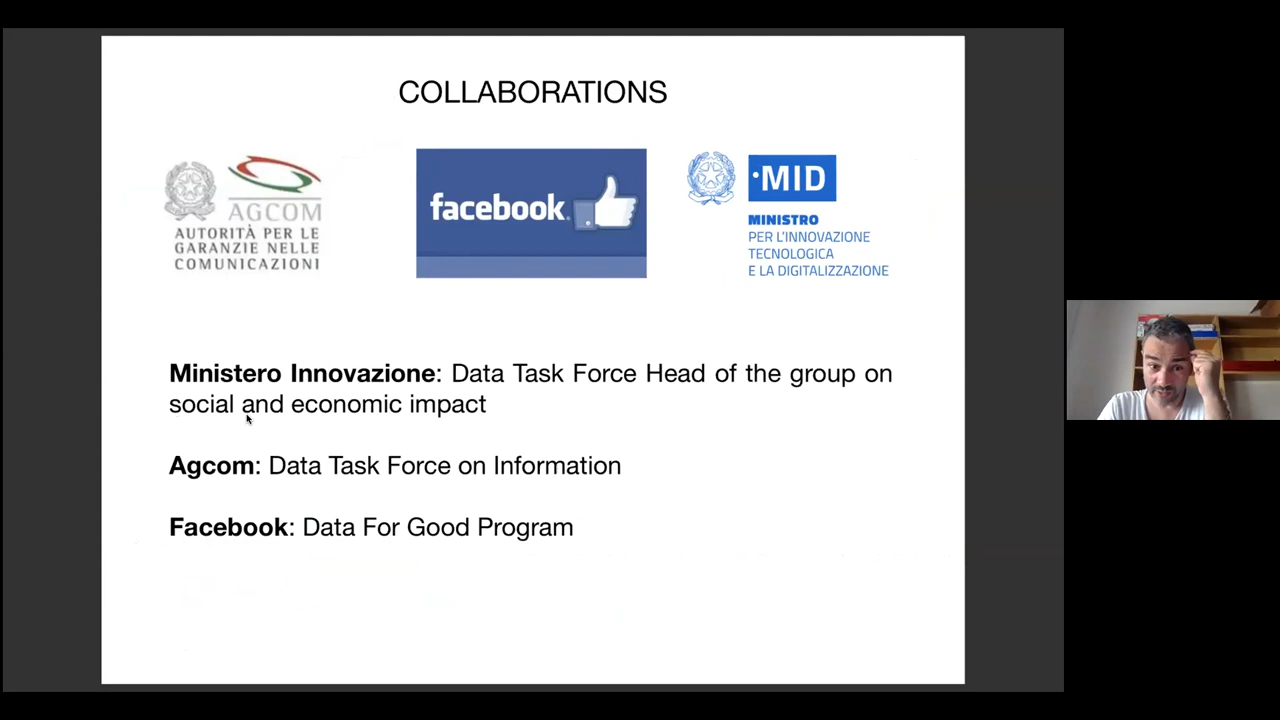 COLLABORATIONS
AGCOM
AUTORITÀ PER LE
GARANZIE NELLE
COMUNICAZIONI
facebook
·MID
MINISTRO
PER L'INNOVAZIONE
TECNOLOGICA
E LA DIGITALIZZAZIONE
Ministero Innovazione: Data Task Force Head of the group on
social and economic impact
Agcom: Data Task Force on Information
Facebook: Data For Good Program